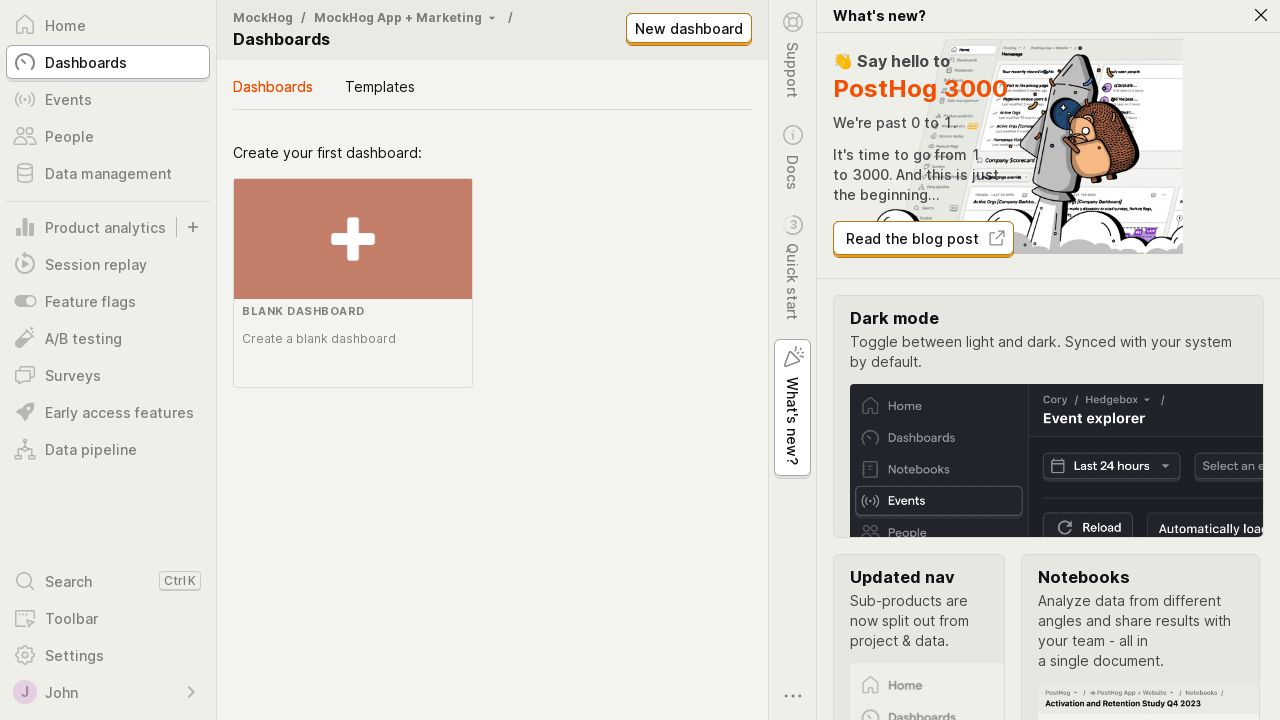 Home
Dashboards
Events
People
Data management
Product analytics
Session replay
Feature flags
A/B testing
Surveys
Early access features
Data pipeline
Search
Ctrl K
Toolbar
Settings
J
John
MockHog / MockHog App + Marketing /
Dashboards
New dashboard
Dashboards
Templates
Create your first dashboard:
BLANK DASHBOARD
Create a blank dashboard
Support
Docs
3
Quick start
What's new?
What's new?
👋 Say hello to
PostHog 3000
We're past 0 to 1.
It's time to go from 1
to 3000. And this is just
the beginning...
Read the blog post
Dark mode
Toggle between light and dark. Synced with your system
by default.
Home
Dashboards
Notebooks
Events
People
Cory / Hedgebox /
Event explorer
Last 24 hours
Select an e
Reload
Automatically load
Updated nav
Sub-products are
now split out from
project & data.
Home
Dashboards
Notebooks
Analyze data from different
angles and share results with
your team - all in
a single document.
PostHog / PostHog App + Website / Notebooks /
Activation and Retention Study Q4 2023